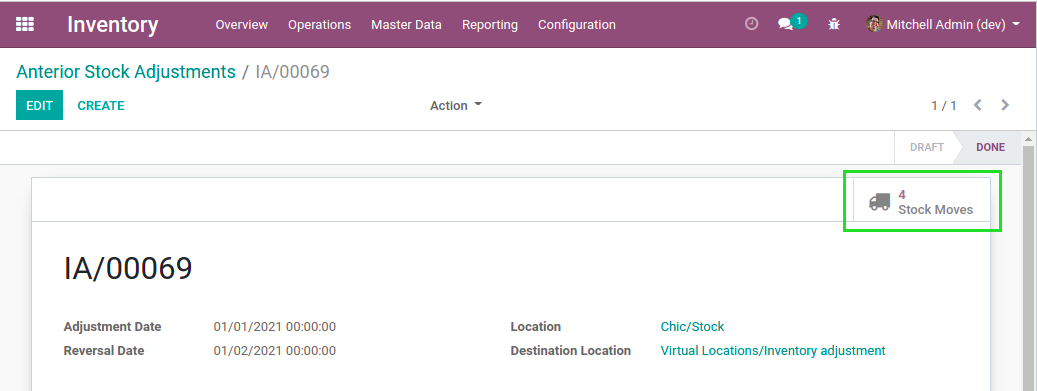 Inventory Overview Operations Master Data Reporting Configuration 1 Mitchell Admin (dev)
Anterior Stock Adjustments / IA/00069
EDIT CREATE Action 1 / 1
DRAFT DONE
4
Stock Moves
IA/00069
Adjustment Date 01/01/2021 00:00:00 Location Chic/Stock
Reversal Date 01/02/2021 00:00:00 Destination Location Virtual Locations/Inventory adjustment